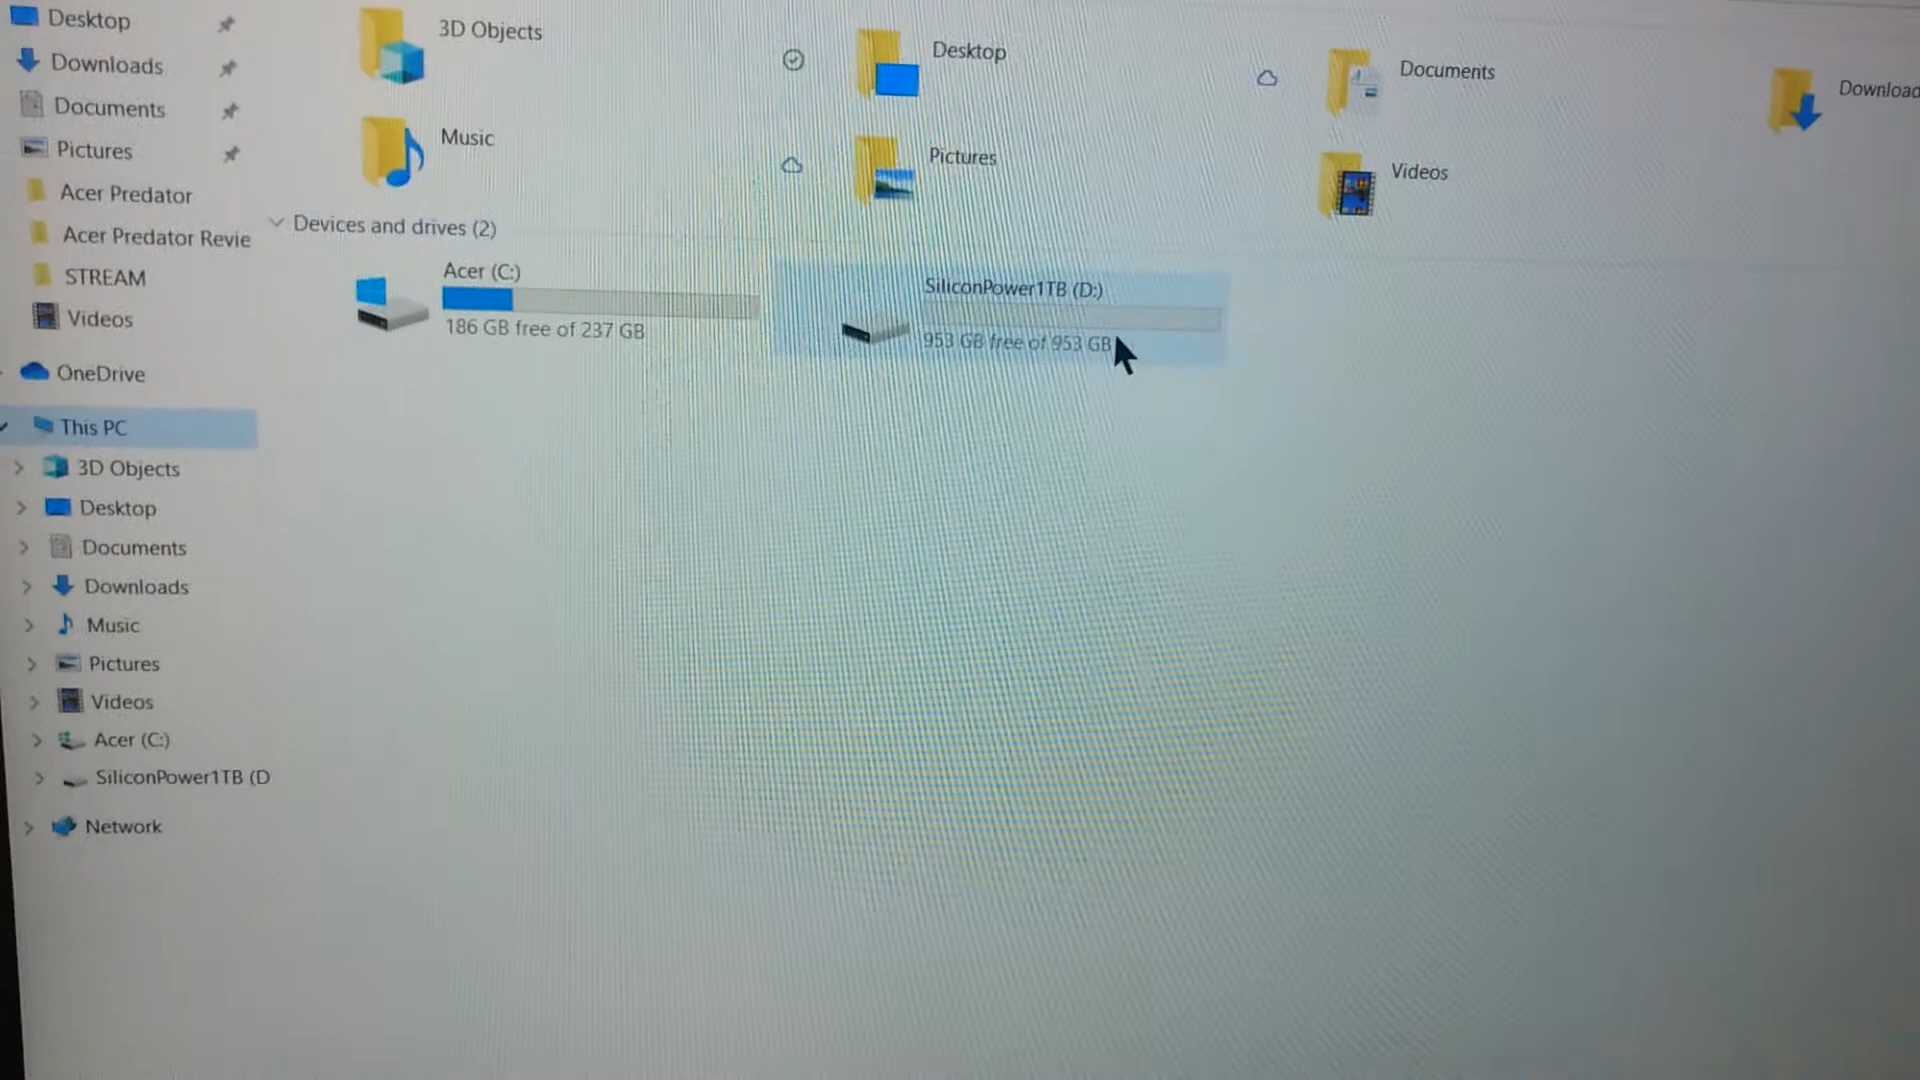 Desktop
Downloads
Documents
Pictures
Acer Predator
Acer Predator Revie
STREAM
Videos
OneDrive
This PC
3D Objects
Desktop
Documents
Downloads
Music
Pictures
Videos
Acer (C:)
SiliconPower1TB (D
Network
3D Objects
Desktop
Documents
Download
Music
Pictures
Videos
Devices and drives (2)
Acer (C:)
186 GB free of 237 GB
SiliconPower1TB (D:)
953 GB free of 953 GB